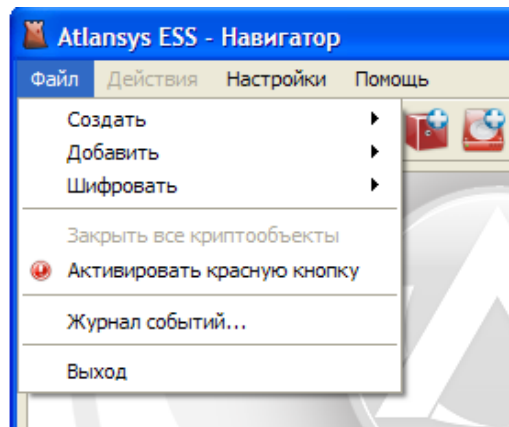 Atlansys ESS - Навигатор
Файл Действия Настройки Помощь
Создать
Добавить
Шифровать
Закрыть все криптообъекты
Активировать красную кнопку
Журнал событий...
Выход